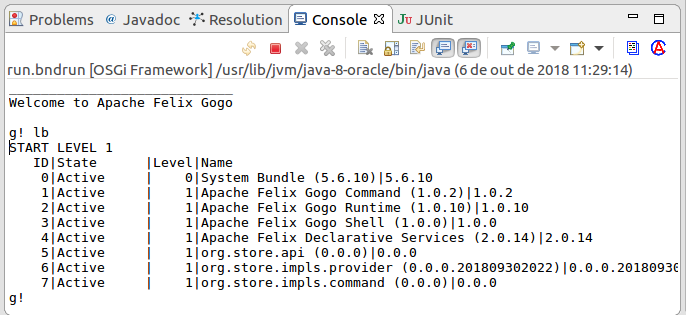 Problems @ Javadoc Resolution Console JUnit
run.bndrun [OSGi Framework] /usr/lib/jvm/java-8-oracle/bin/java (6 de out de 2018 11:29:14)
____________________________
Welcome to Apache Felix Gogo
g! lb
START LEVEL 1
   ID|State      |Level|Name
    0|Active     |    0|System Bundle (5.6.10)|5.6.10
    1|Active     |    1|Apache Felix Gogo Command (1.0.2)|1.0.2
    2|Active     |    1|Apache Felix Gogo Runtime (1.0.10)|1.0.10
    3|Active     |    1|Apache Felix Gogo Shell (1.0.0)|1.0.0
    4|Active     |    1|Apache Felix Declarative Services (2.0.14)|2.0.14
    5|Active     |    1|org.store.api (0.0.0)|0.0.0
    6|Active     |    1|org.store.impls.provider (0.0.0.201809302022)|0.0.0.20180930
    7|Active     |    1|org.store.impls.command (0.0.0)|0.0.0
g!